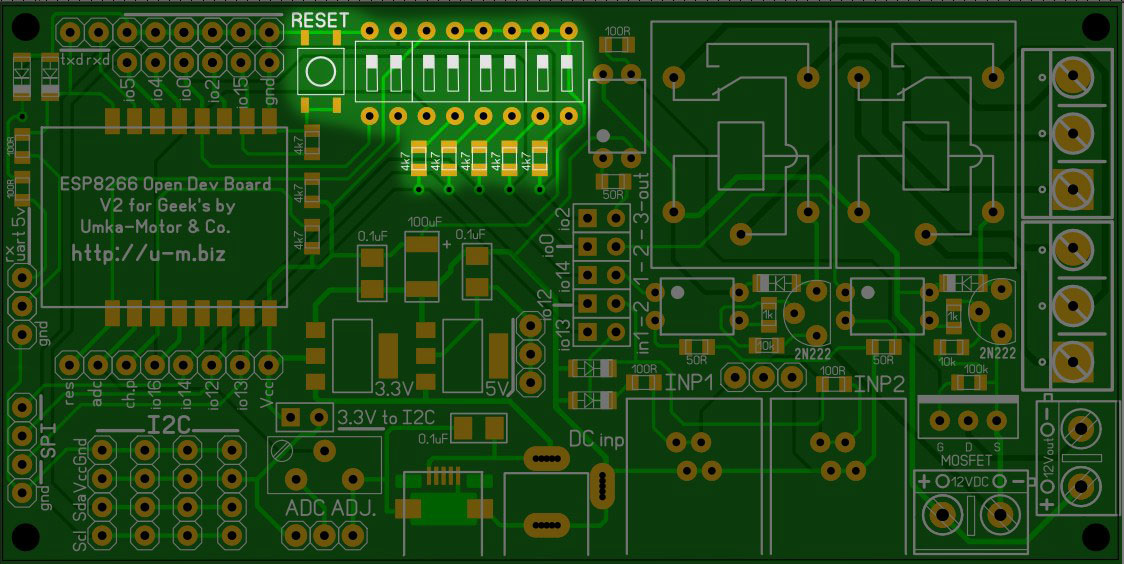 RESET
txd rxd
io5
io4
io0
io2
io15
gnd
100R
100R
100R
4k7
4k7
4k7
4k7
4k7
4k7
4k7
4k7
ESP8266 Open Dev Board
V2 for Geek's by
Umka-Motor & Co.
http://u-m.biz
rx
uart 5v
gnd
50R
0.1uF
100uF
+
0.1uF
io2
io0
io14
io12
io13
in1-2 1-2-3-out
3.3V
5V
1k
10k
2N222
50R
1k
10k
2N222
50R
100R
INP1
100R
INP2
100k
res
adc
ch.p
io16
io14
io12
io13
Vcc
SPI
gnd
I2C
3.3V to I2C
0.1uF
DC inp
Gnd
Vcc
Sda
Scl
ADC ADJ.
G D S
MOSFET
+ 12VDC -
- 12Vout +